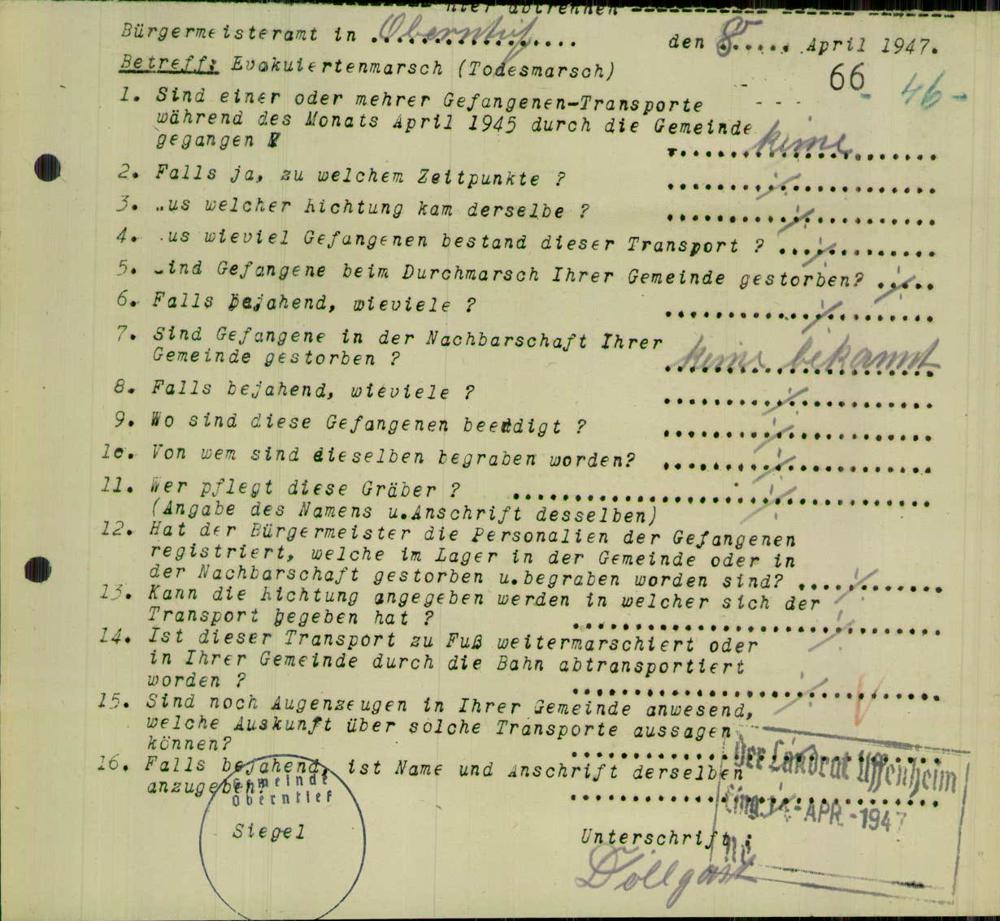 hier abtrennen
Bürgermeisteramt in Oberntief den 8. April 1947.
Betreff: Evakuiertenmarsch (Todesmarsch) 66 - 46 -
1. Sind einer oder mehrer Gefangenen-Transporte
während des Monats April 1945 durch die Gemeinde
gegangen keine
2. Falls ja, zu welchem Zeitpunkte ? /
3. us welcher Richtung kam derselbe ? /
4. us wieviel Gefangenen bestand dieser Transport ? /
5. ind Gefangene beim Durchmarsch Ihrer Gemeinde gestorben? /
6. Falls bejahend, wieviele ? /
7. Sind Gefangene in der Nachbarschaft Ihrer
Gemeinde gestorben ? keine bekannt
8. Falls bejahend, wieviele ? /
9. Wo sind diese Gefangenen beerdigt ? /
10. Von wem sind dieselben begraben worden? /
11. Wer pflegt diese Gräber ? /
(Angabe des Namens u.Anschrift desselben)
12. Hat der Bürgermeister die Personalien der Gefangenen
registriert, welche im Lager in der Gemeinde oder in
der Nachbarschaft gestorben u.begraben worden sind? /
13. Kann die Richtung angegeben werden in welcher sich der
Transport begeben hat ? /
14. Ist dieser Transport zu Fuß weitermarschiert oder
in Ihrer Gemeinde durch die Bahn abtransportiert
worden ? /
15. Sind noch Augenzeugen in Ihrer Gemeinde anwesend,
welche Auskunft über solche Transporte aussagen
können?
16. Falls bejahend, ist Name und Anschrift derselben
anzugeben?
Gemeinde
Oberntief
Siegel
Der Landrat Uffenheim
Eing. -APR.-1947
Nr.
Unterschrift:
Döllgast